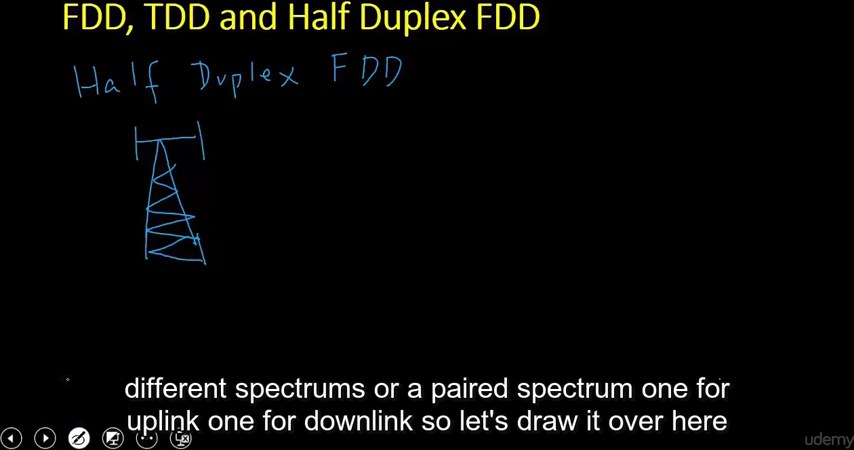 FDD, TDD and Half Duplex FDD
Half Duplex FDD
different spectrums or a paired spectrum one for
uplink one for downlink so let's draw it over here
udemy